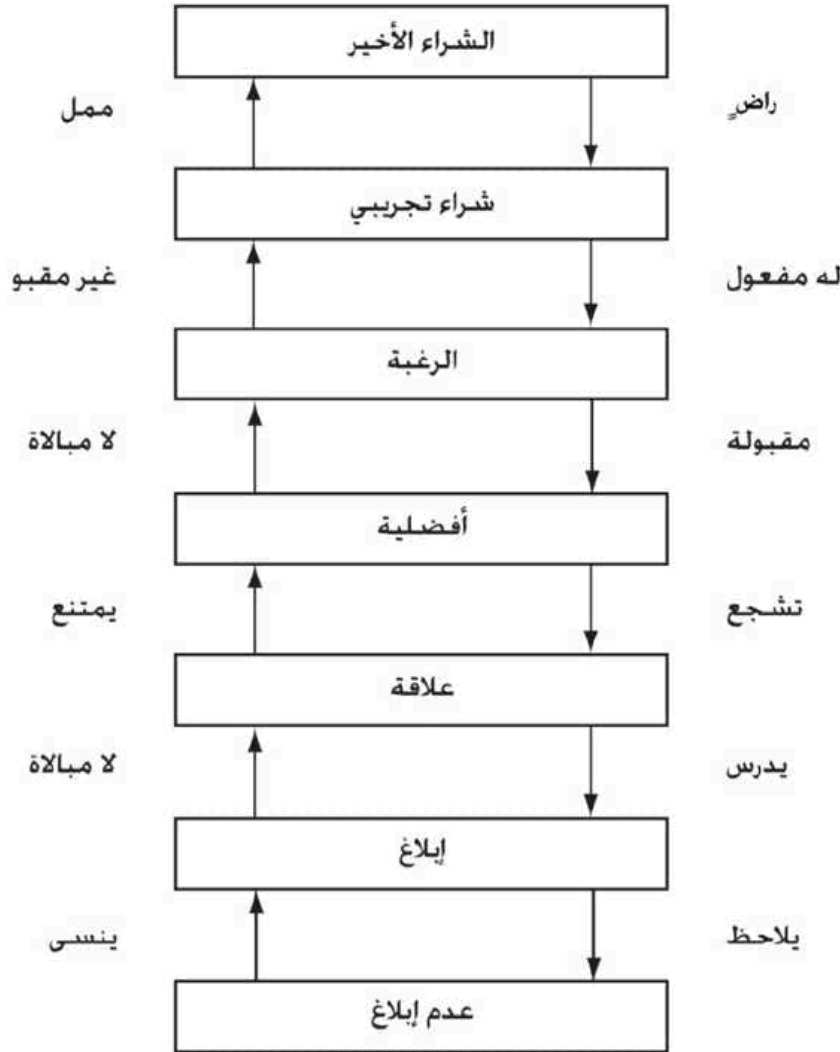 الشراء الأخير
راضٍ
ممل
شراء تجريبي
له مفعول
غير مقبو
الرغبة
مقبولة
لا مبالاة
أفضلية
تشجع
يمتنع
علاقة
يدرس
لا مبالاة
إبلاغ
يلاحظ
ينسى
عدم إبلاغ